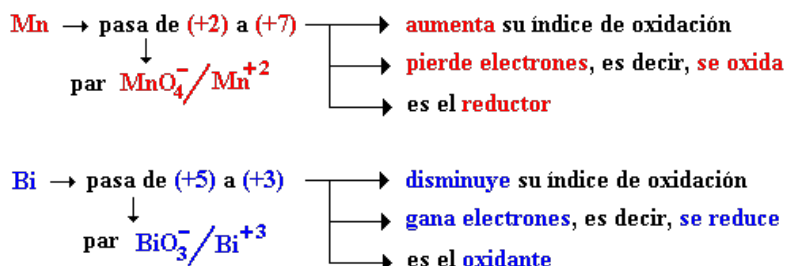 Mn → pasa de (+2) a (+7) → aumenta su índice de oxidación
par MnO₄⁻/Mn⁺² → pierde electrones, es decir, se oxida
→ es el reductor
Bi → pasa de (+5) a (+3) → disminuye su índice de oxidación
par BiO₃⁻/Bi⁺³ → gana electrones, es decir, se reduce
→ es el oxidante